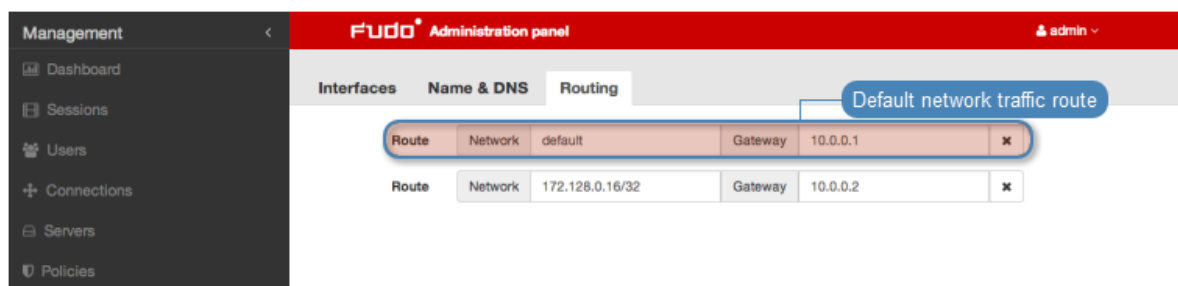 Management <
FUDO Administration panel
admin
Dashboard
Interfaces Name & DNS Routing
Default network traffic route
Sessions
Route Network default Gateway 10.0.0.1 ×
Users
Route Network 172.128.0.16/32 Gateway 10.0.0.2 ×
Connections
Servers
Policies